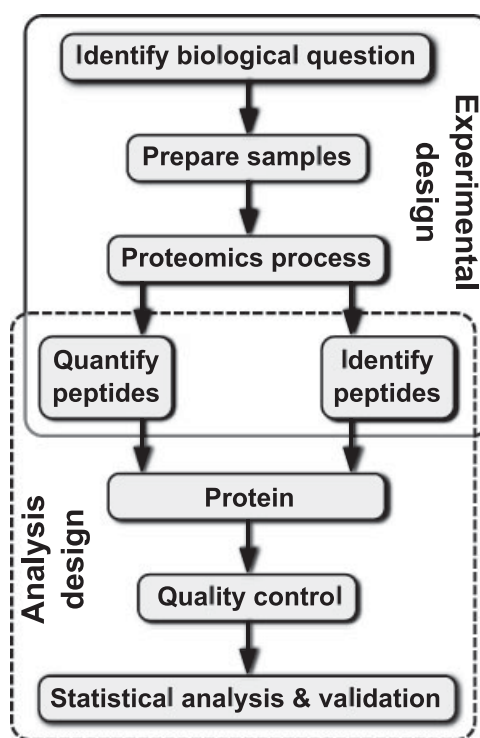 Identify biological question
Prepare samples
Experimental
design
Proteomics process
Quantify
peptides
Identify
peptides
Protein
Analysis
design
Quality control
Statistical analysis & validation